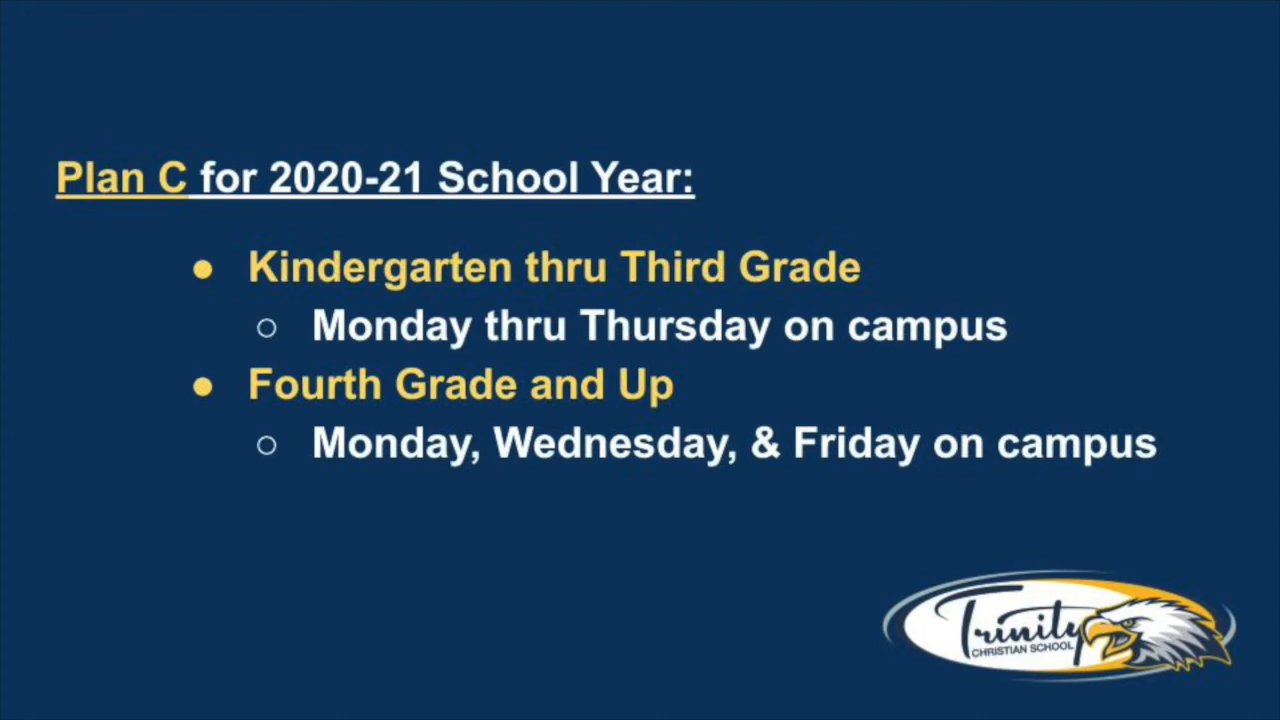 Plan C for 2020-21 School Year:
● Kindergarten thru Third Grade
○ Monday thru Thursday on campus
● Fourth Grade and Up
○ Monday, Wednesday, & Friday on campus
Trinity
CHRISTIAN SCHOOL